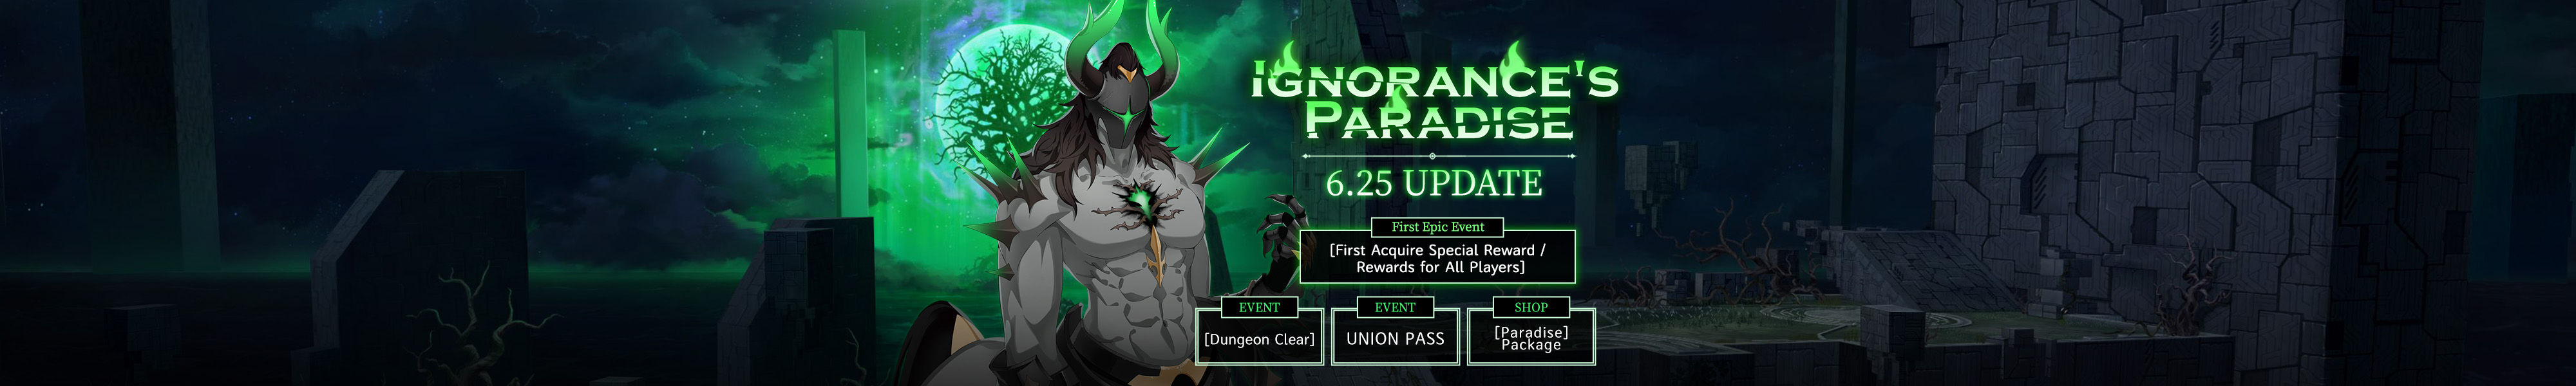 IGNORANCE'S
PARADISE
6.25 UPDATE
First Epic Event
[First Acquire Special Reward /
Rewards for All Players]
EVENT
[Dungeon Clear]
EVENT
UNION PASS
SHOP
[Paradise]
Package